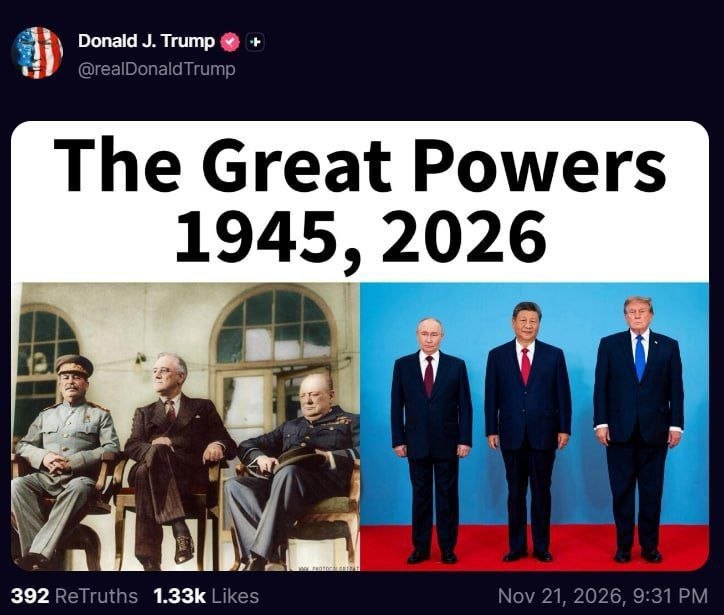 Donald J. Trump
@realDonaldTrump
The Great Powers
1945, 2026
392 ReTruths 1.33k Likes
Nov 21, 2026, 9:31 PM